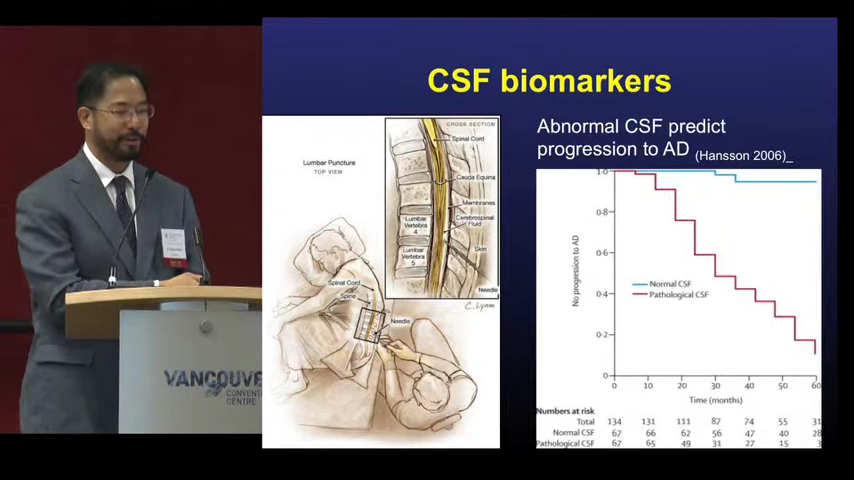 CSF biomarkers
Abnormal CSF predict
progression to AD (Hansson 2006)_
Lumbar Puncture
TOP VIEW
CROSS SECTION
Spinal Cord
Cauda Equina
Membranes
Cerebrospinal
Fluid
Lumbar
Vertebra
4
Skin
Lumbar
Vertebra
5
Needle
Spinal Cord
Spine
Needle
C. Lynm
1·0
0·8
0·6
0·4
0·2
0
No progression to AD
Normal CSF
Pathological CSF
0 10 20 30 40 50 60
Time (months)
Numbers at risk
Total 134 131 111 87 74 55 31
Normal CSF 67 66 62 56 47 40 28
Pathological CSF 67 65 49 31 27 15 3
VANCOUVE
CONVENTI
CENTRE